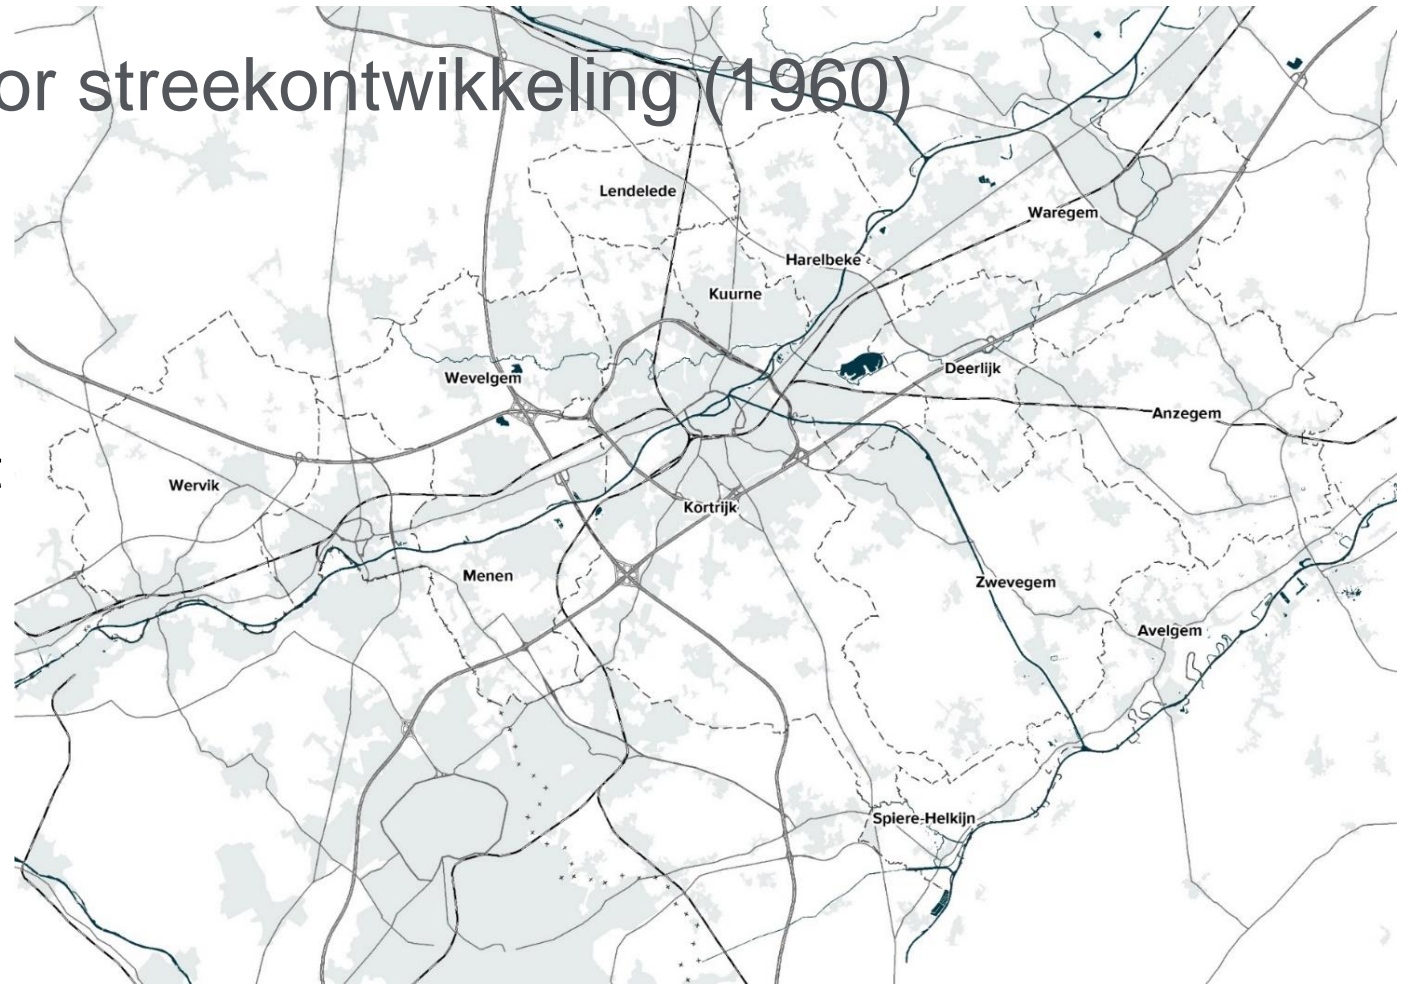 or streekontwikkeling (1960)
Lendelede
Waregem
Harelbeke
Kuurne
Deerlijk
Wevelgem
Anzegem
Wervik
Kortrijk
Menen
Zwevegem
Avelgem
Spiere-Helkijn